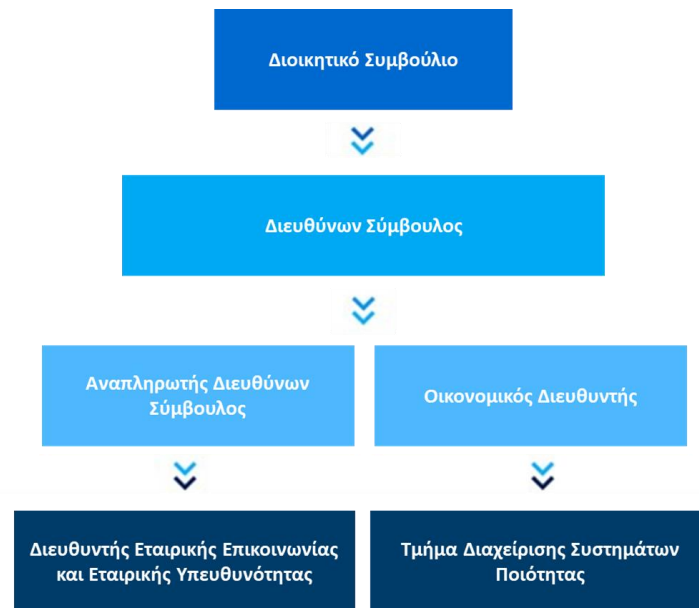 Διοικητικό Συμβούλιο
Διευθύνων Σύμβουλος
Αναπληρωτής Διευθύνων
Σύμβουλος
Οικονομικός Διευθυντής
Διευθυντής Εταιρικής Επικοινωνίας
και Εταιρικής Υπευθυνότητας
Τμήμα Διαχείρισης Συστημάτων
Ποιότητας